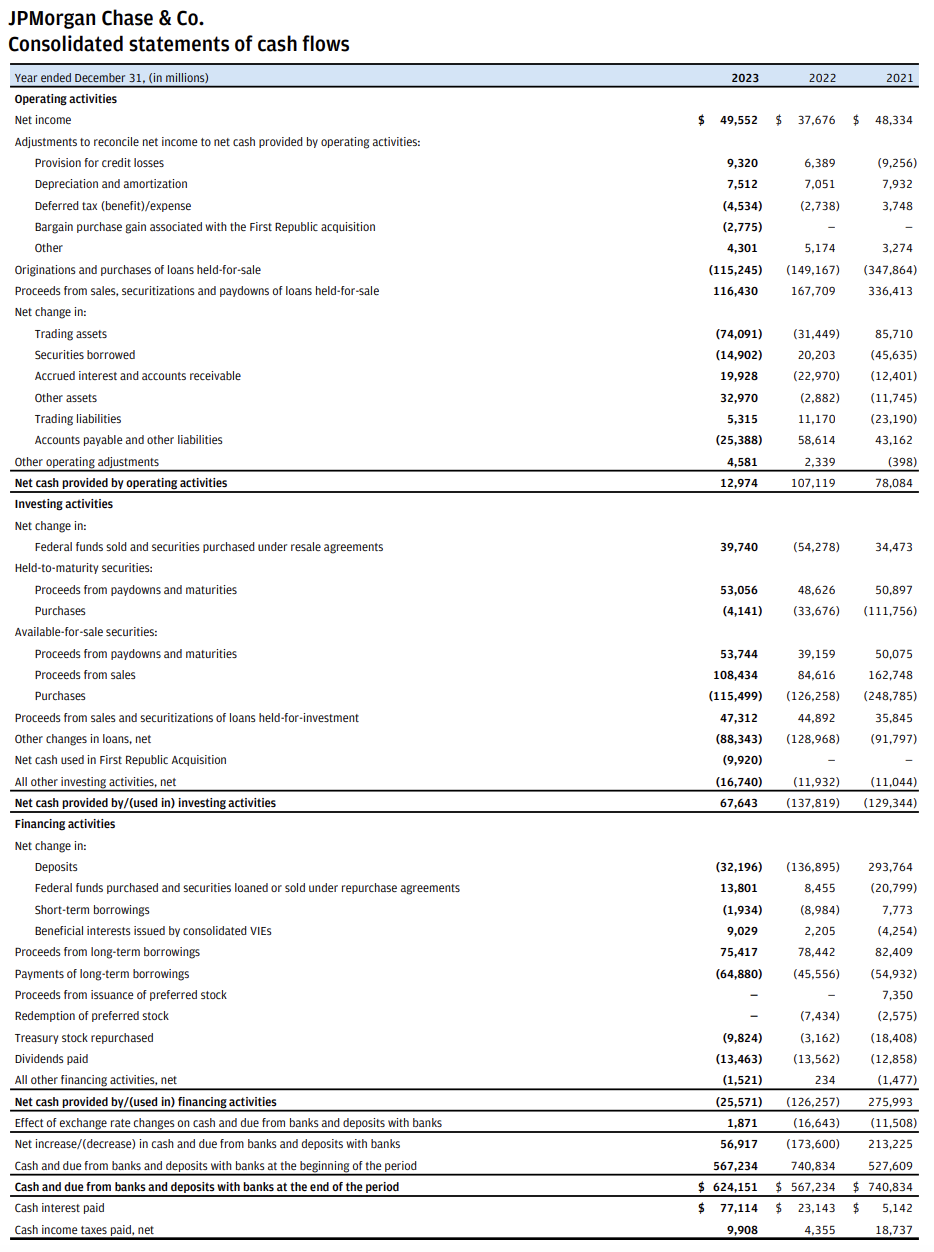 JPMorgan Chase & Co.
Consolidated statements of cash flows
Year ended December 31, (in millions) 2023 2022 2021
Operating activities
Net income $ 49,552 $ 37,676 $ 48,334
Adjustments to reconcile net income to net cash provided by operating activities:
Provision for credit losses 9,320 6,389 (9,256)
Depreciation and amortization 7,512 7,051 7,932
Deferred tax (benefit)/expense (4,534) (2,738) 3,748
Bargain purchase gain associated with the First Republic acquisition (2,775) – –
Other 4,301 5,174 3,274
Originations and purchases of loans held-for-sale (115,245) (149,167) (347,864)
Proceeds from sales, securitizations and paydowns of loans held-for-sale 116,430 167,709 336,413
Net change in:
Trading assets (74,091) (31,449) 85,710
Securities borrowed (14,902) 20,203 (45,635)
Accrued interest and accounts receivable 19,928 (22,970) (12,401)
Other assets 32,970 (2,882) (11,745)
Trading liabilities 5,315 11,170 (23,190)
Accounts payable and other liabilities (25,388) 58,614 43,162
Other operating adjustments 4,581 2,339 (398)
Net cash provided by operating activities 12,974 107,119 78,084
Investing activities
Net change in:
Federal funds sold and securities purchased under resale agreements 39,740 (54,278) 34,473
Held-to-maturity securities:
Proceeds from paydowns and maturities 53,056 48,626 50,897
Purchases (4,141) (33,676) (111,756)
Available-for-sale securities:
Proceeds from paydowns and maturities 53,744 39,159 50,075
Proceeds from sales 108,434 84,616 162,748
Purchases (115,499) (126,258) (248,785)
Proceeds from sales and securitizations of loans held-for-investment 47,312 44,892 35,845
Other changes in loans, net (88,343) (128,968) (91,797)
Net cash used in First Republic Acquisition (9,920) – –
All other investing activities, net (16,740) (11,932) (11,044)
Net cash provided by/(used in) investing activities 67,643 (137,819) (129,344)
Financing activities
Net change in:
Deposits (32,196) (136,895) 293,764
Federal funds purchased and securities loaned or sold under repurchase agreements 13,801 8,455 (20,799)
Short-term borrowings (1,934) (8,984) 7,773
Beneficial interests issued by consolidated VIEs 9,029 2,205 (4,254)
Proceeds from long-term borrowings 75,417 78,442 82,409
Payments of long-term borrowings (64,880) (45,556) (54,932)
Proceeds from issuance of preferred stock – – 7,350
Redemption of preferred stock – (7,434) (2,575)
Treasury stock repurchased (9,824) (3,162) (18,408)
Dividends paid (13,463) (13,562) (12,858)
All other financing activities, net (1,521) 234 (1,477)
Net cash provided by/(used in) financing activities (25,571) (126,257) 275,993
Effect of exchange rate changes on cash and due from banks and deposits with banks 1,871 (16,643) (11,508)
Net increase/(decrease) in cash and due from banks and deposits with banks 56,917 (173,600) 213,225
Cash and due from banks and deposits with banks at the beginning of the period 567,234 740,834 527,609
Cash and due from banks and deposits with banks at the end of the period $ 624,151 $ 567,234 $ 740,834
Cash interest paid $ 77,114 $ 23,143 $ 5,142
Cash income taxes paid, net 9,908 4,355 18,737